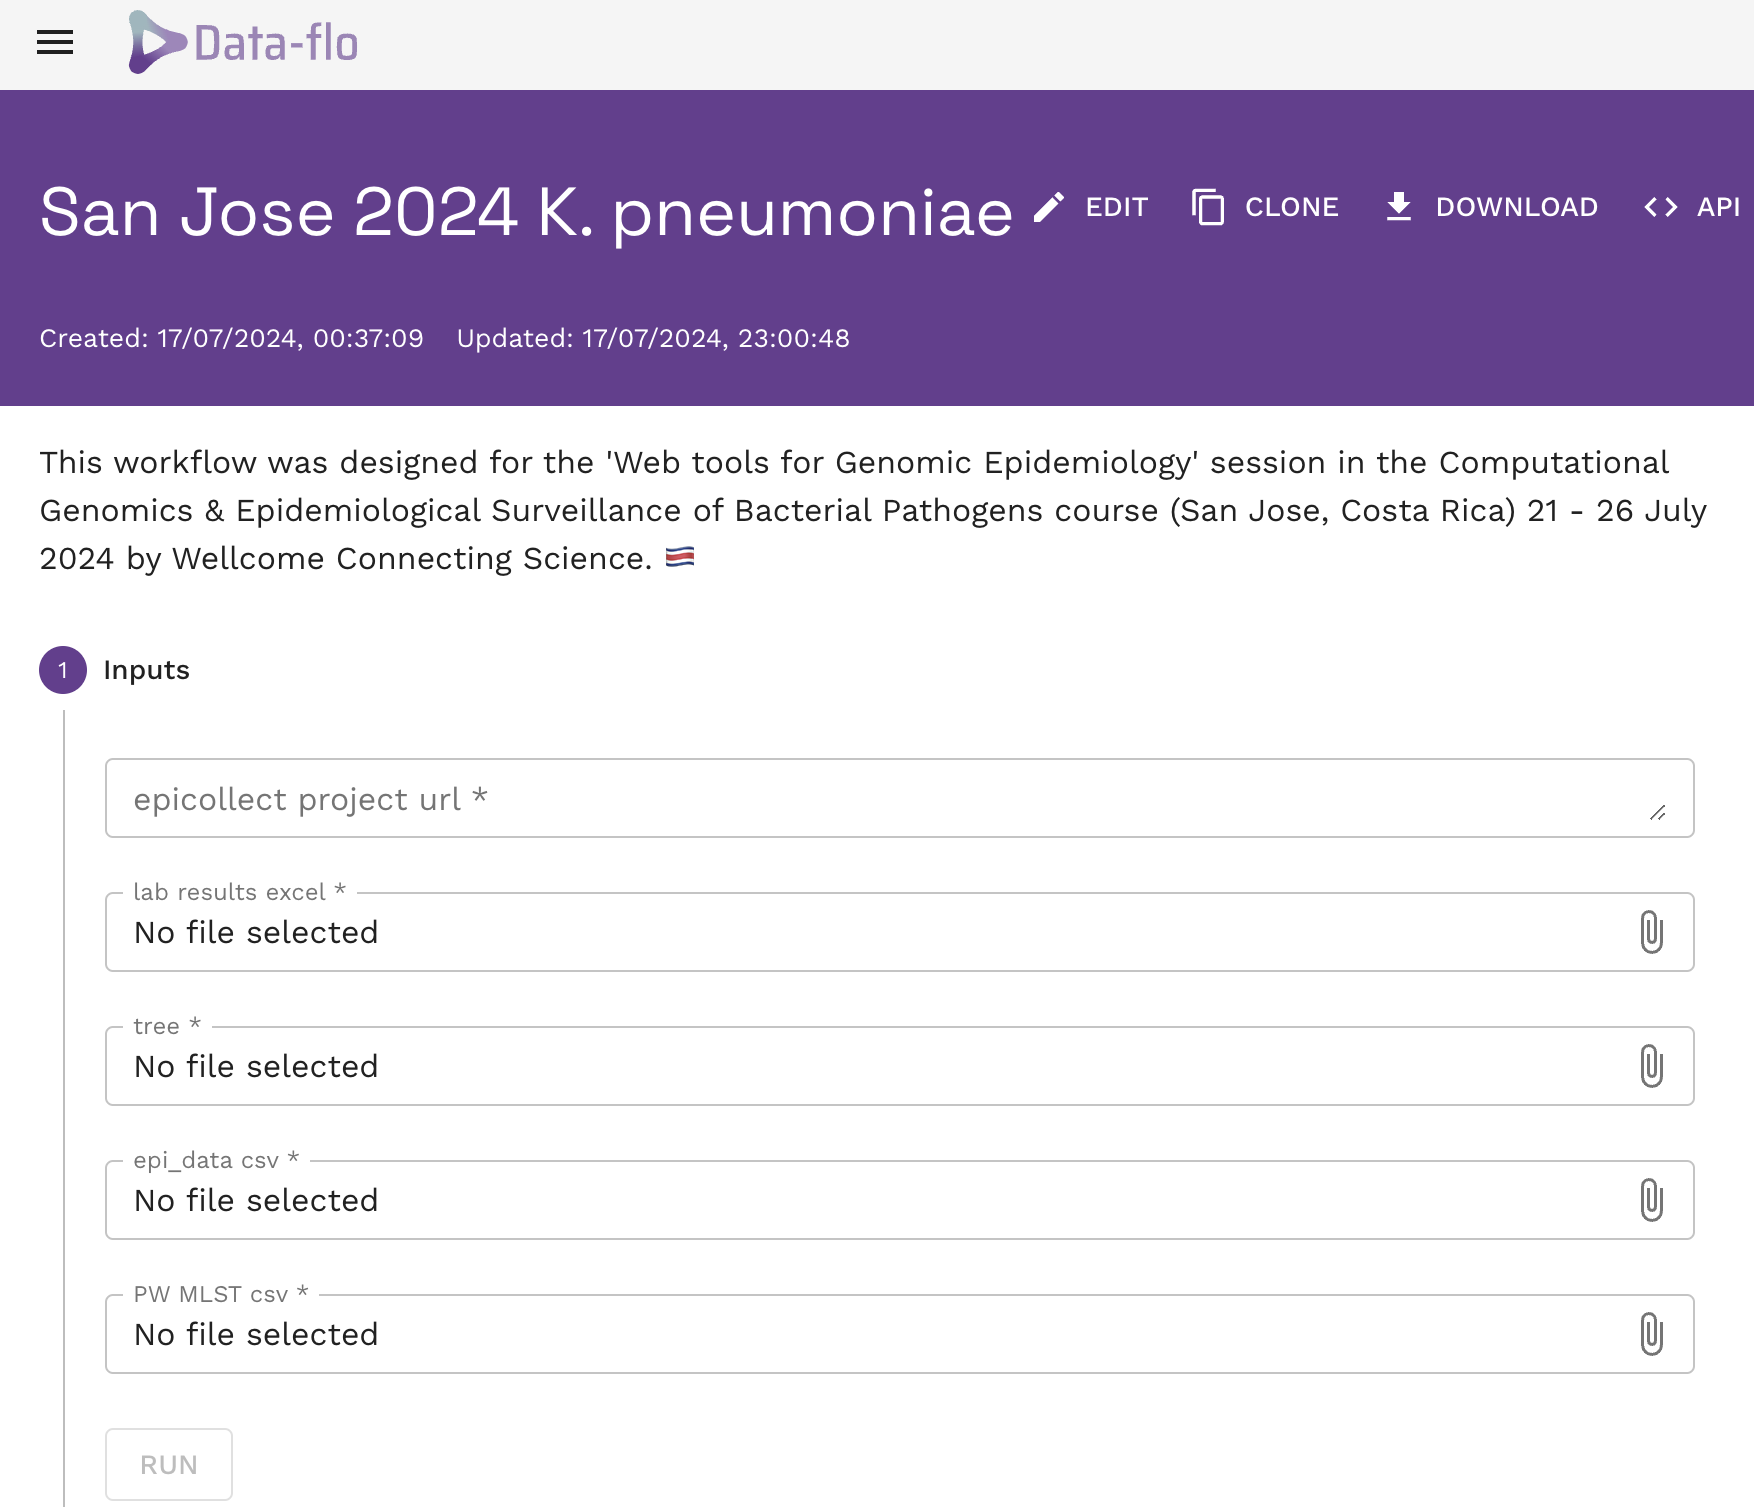 Data-flo
San Jose 2024 K. pneumoniae
EDIT
CLONE
DOWNLOAD
API
Created: 17/07/2024, 00:37:09 Updated: 17/07/2024, 23:00:48
This workflow was designed for the 'Web tools for Genomic Epidemiology' session in the Computational
Genomics & Epidemiological Surveillance of Bacterial Pathogens course (San Jose, Costa Rica) 21 - 26 July
2024 by Wellcome Connecting Science. 🇨🇷
1 Inputs
epicollect project url *
lab results excel *
No file selected
tree *
No file selected
epi_data csv *
No file selected
PW MLST csv *
No file selected
RUN